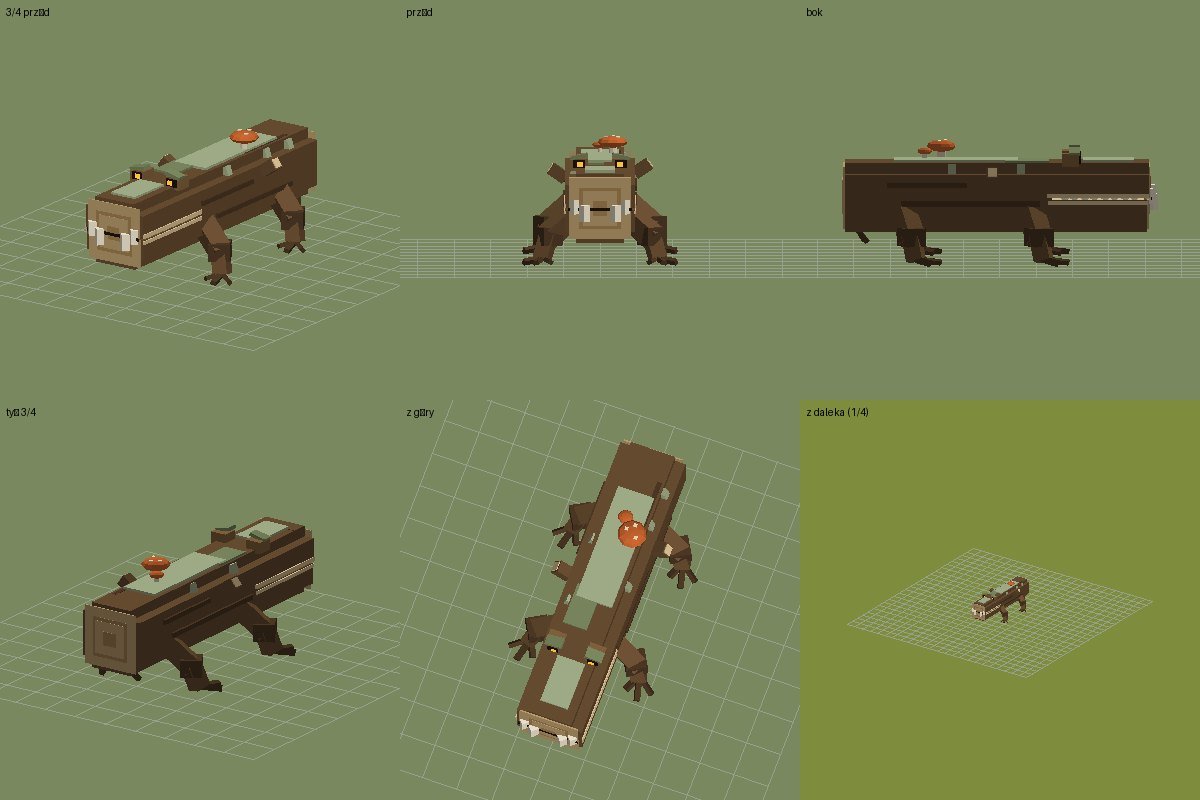 3/4 prz▯d
prz▯d
bok
ty▯ 3/4
z g▯ry
z daleka (1/4)